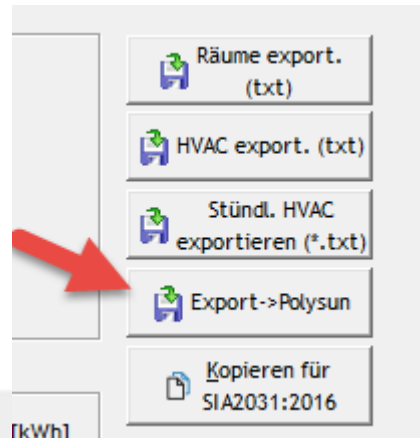 Räume export.
(txt)
HVAC export. (txt)
Stündl. HVAC
exportieren (*.txt)
Export->Polysun
Kopieren für
SIA2031:2016
[kWh]